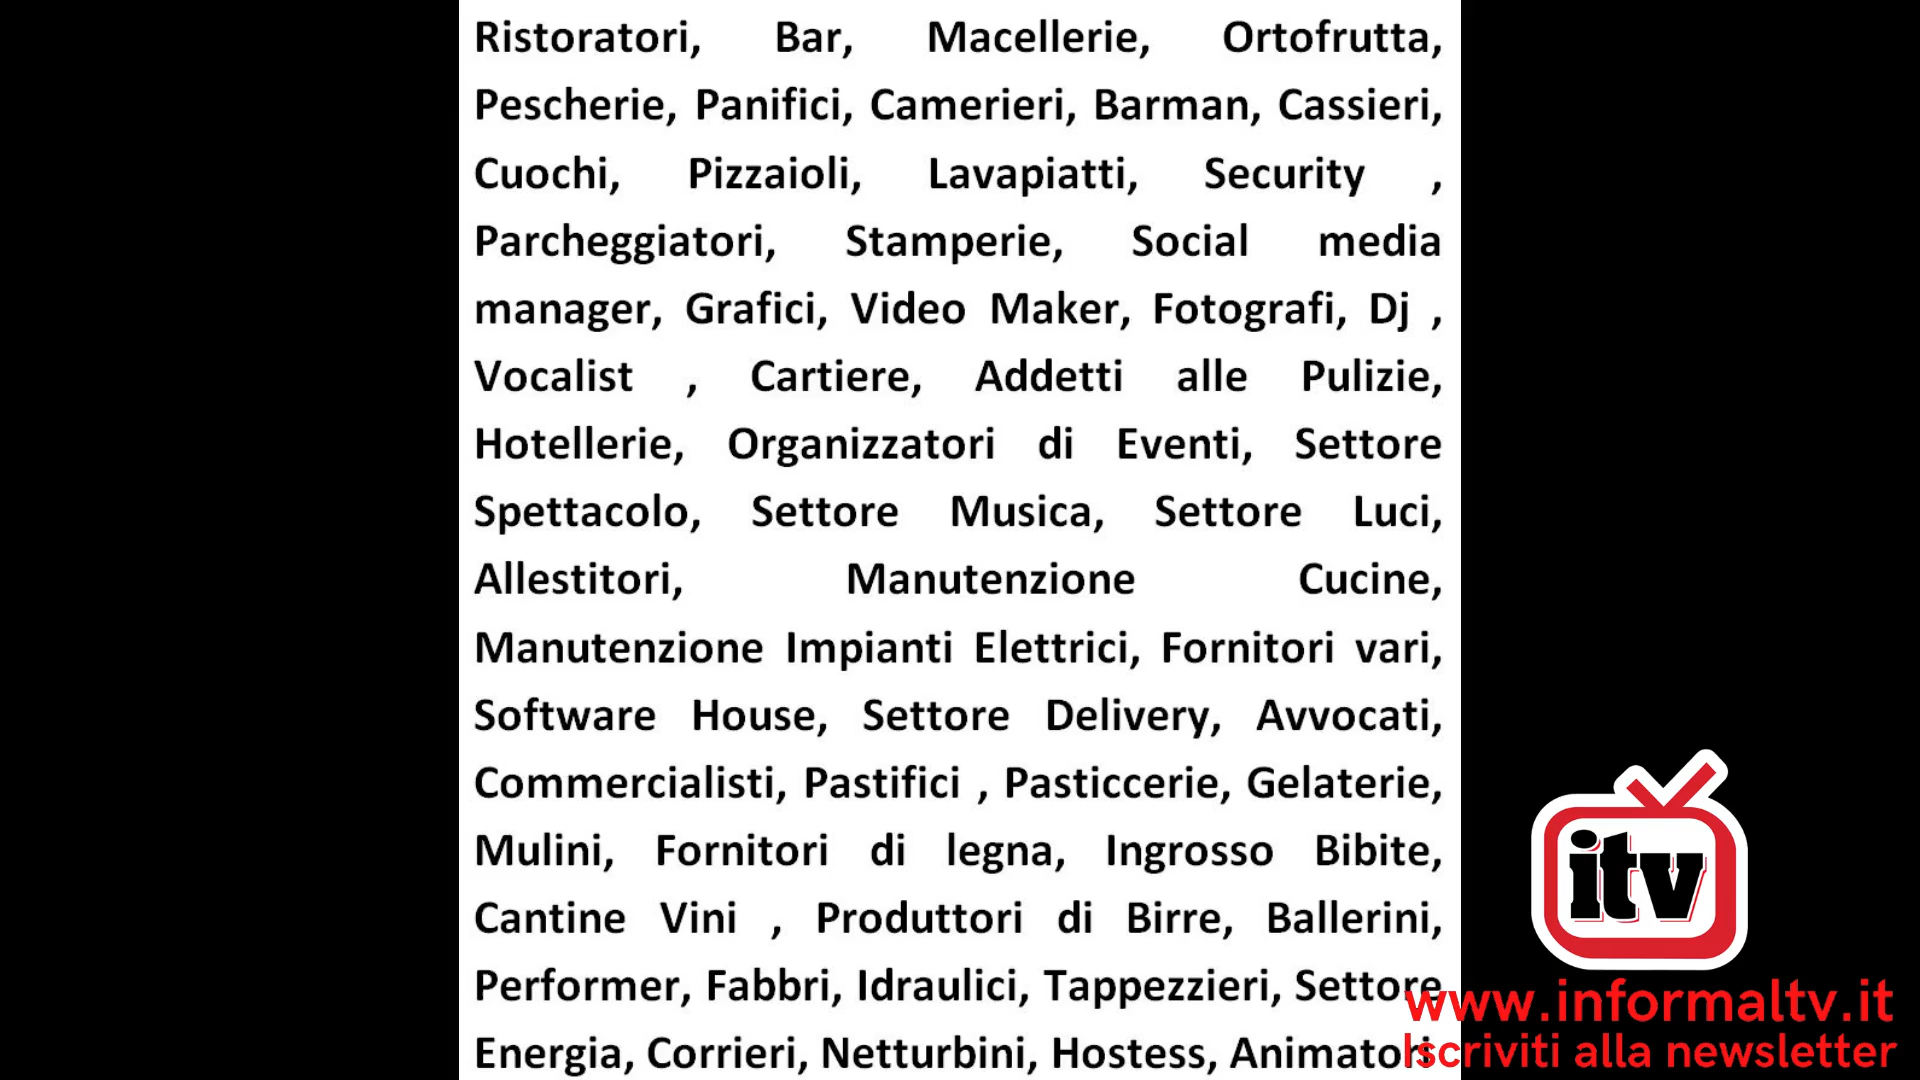 Ristoratori, Bar, Macellerie, Ortofrutta,
Pescherie, Panifici, Camerieri, Barman, Cassieri,
Cuochi, Pizzaioli, Lavapiatti, Security ,
Parcheggiatori, Stamperie, Social media
manager, Grafici, Video Maker, Fotografi, Dj ,
Vocalist , Cartiere, Addetti alle Pulizie,
Hotellerie, Organizzatori di Eventi, Settore
Spettacolo, Settore Musica, Settore Luci,
Allestitori, Manutenzione Cucine,
Manutenzione Impianti Elettrici, Fornitori vari,
Software House, Settore Delivery, Avvocati,
Commercialisti, Pastifici , Pasticcerie, Gelaterie,
Mulini, Fornitori di legna, Ingrosso Bibite,
Cantine Vini , Produttori di Birre, Ballerini,
Performer, Fabbri, Idraulici, Tappezzieri, Settore
Energia, Corrieri, Netturbini, Hostess, Animatori
itv
www.informaltv.it
Iscriviti alla newsletter